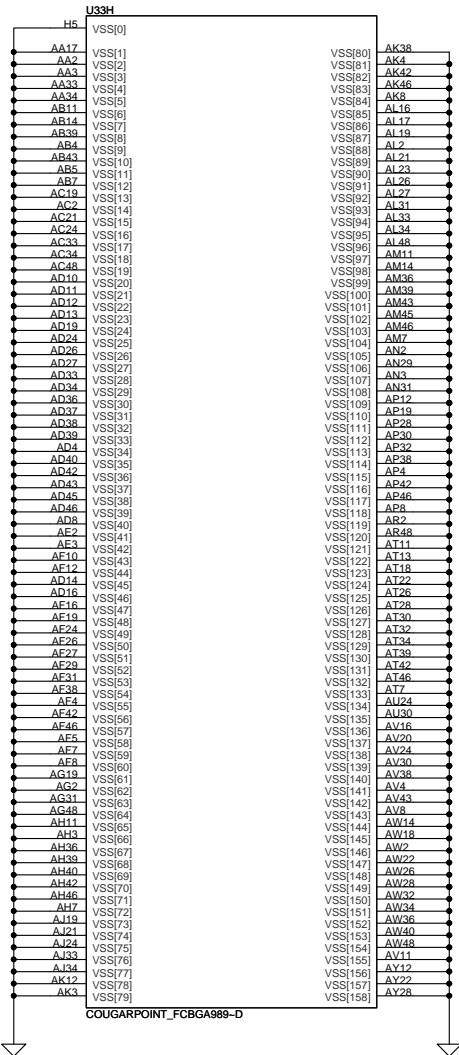 U33H
H5 VSS[0]
AA17 VSS[1] VSS[80] AK38
AA2 VSS[2] VSS[81] AK4
AA3 VSS[3] VSS[82] AK42
AA33 VSS[4] VSS[83] AK46
AA34 VSS[5] VSS[84] AK8
AB11 VSS[6] VSS[85] AL16
AB14 VSS[7] VSS[86] AL17
AB39 VSS[8] VSS[87] AL19
AB4 VSS[9] VSS[88] AL2
AB43 VSS[10] VSS[89] AL21
AB5 VSS[11] VSS[90] AL23
AB7 VSS[12] VSS[91] AL26
AC19 VSS[13] VSS[92] AL27
AC2 VSS[14] VSS[93] AL31
AC21 VSS[15] VSS[94] AL33
AC24 VSS[16] VSS[95] AL34
AC33 VSS[17] VSS[96] AL48
AC34 VSS[18] VSS[97] AM11
AC48 VSS[19] VSS[98] AM14
AD10 VSS[20] VSS[99] AM36
AD11 VSS[21] VSS[100] AM39
AD12 VSS[22] VSS[101] AM43
AD13 VSS[23] VSS[102] AM45
AD19 VSS[24] VSS[103] AM46
AD24 VSS[25] VSS[104] AM7
AD26 VSS[26] VSS[105] AN2
AD27 VSS[27] VSS[106] AN29
AD33 VSS[28] VSS[107] AN3
AD34 VSS[29] VSS[108] AN31
AD36 VSS[30] VSS[109] AP12
AD37 VSS[31] VSS[110] AP19
AD38 VSS[32] VSS[111] AP28
AD39 VSS[33] VSS[112] AP30
AD4 VSS[34] VSS[113] AP32
AD40 VSS[35] VSS[114] AP38
AD42 VSS[36] VSS[115] AP4
AD43 VSS[37] VSS[116] AP42
AD45 VSS[38] VSS[117] AP46
AD46 VSS[39] VSS[118] AP8
AD8 VSS[40] VSS[119] AR2
AE2 VSS[41] VSS[120] AR48
AE3 VSS[42] VSS[121] AT11
AF10 VSS[43] VSS[122] AT13
AF12 VSS[44] VSS[123] AT18
AD14 VSS[45] VSS[124] AT22
AD16 VSS[46] VSS[125] AT26
AF16 VSS[47] VSS[126] AT28
AF19 VSS[48] VSS[127] AT30
AF24 VSS[49] VSS[128] AT32
AF26 VSS[50] VSS[129] AT34
AF27 VSS[51] VSS[130] AT39
AF29 VSS[52] VSS[131] AT42
AF31 VSS[53] VSS[132] AT46
AF38 VSS[54] VSS[133] AT7
AF4 VSS[55] VSS[134] AU24
AF42 VSS[56] VSS[135] AU30
AF46 VSS[57] VSS[136] AV16
AF5 VSS[58] VSS[137] AV20
AF7 VSS[59] VSS[138] AV24
AF8 VSS[60] VSS[139] AV30
AG19 VSS[61] VSS[140] AV38
AG2 VSS[62] VSS[141] AV4
AG31 VSS[63] VSS[142] AV43
AG48 VSS[64] VSS[143] AV8
AH11 VSS[65] VSS[144] AW14
AH3 VSS[66] VSS[145] AW18
AH36 VSS[67] VSS[146] AW2
AH39 VSS[68] VSS[147] AW22
AH40 VSS[69] VSS[148] AW26
AH42 VSS[70] VSS[149] AW28
AH46 VSS[71] VSS[150] AW32
AH7 VSS[72] VSS[151] AW34
AJ19 VSS[73] VSS[152] AW36
AJ21 VSS[74] VSS[153] AW40
AJ24 VSS[75] VSS[154] AW48
AJ33 VSS[76] VSS[155] AV11
AJ34 VSS[77] VSS[156] AY12
AK12 VSS[78] VSS[157] AY22
AK3 VSS[79] VSS[158] AY28
COUGARPOINT_FCBGA989~D